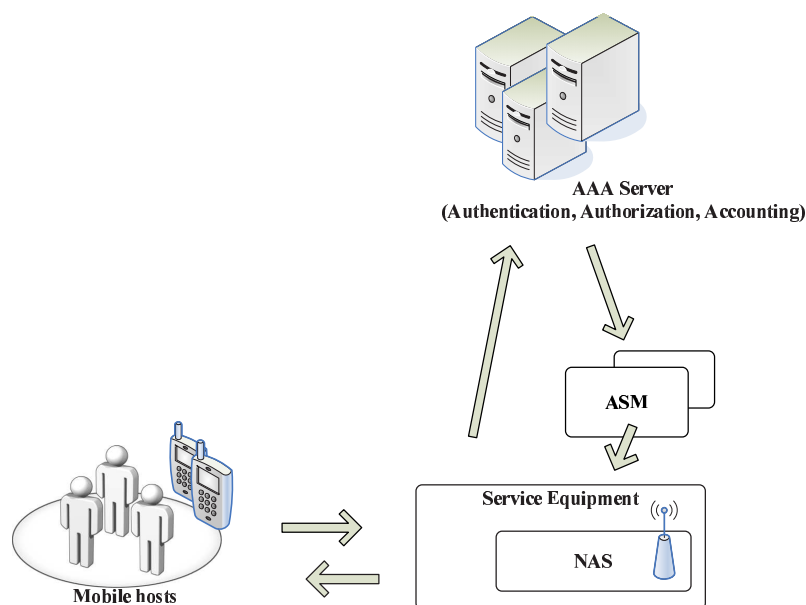 AAA Server
(Authentication, Authorization, Accounting)
ASM
Service Equipment
NAS
Mobile hosts